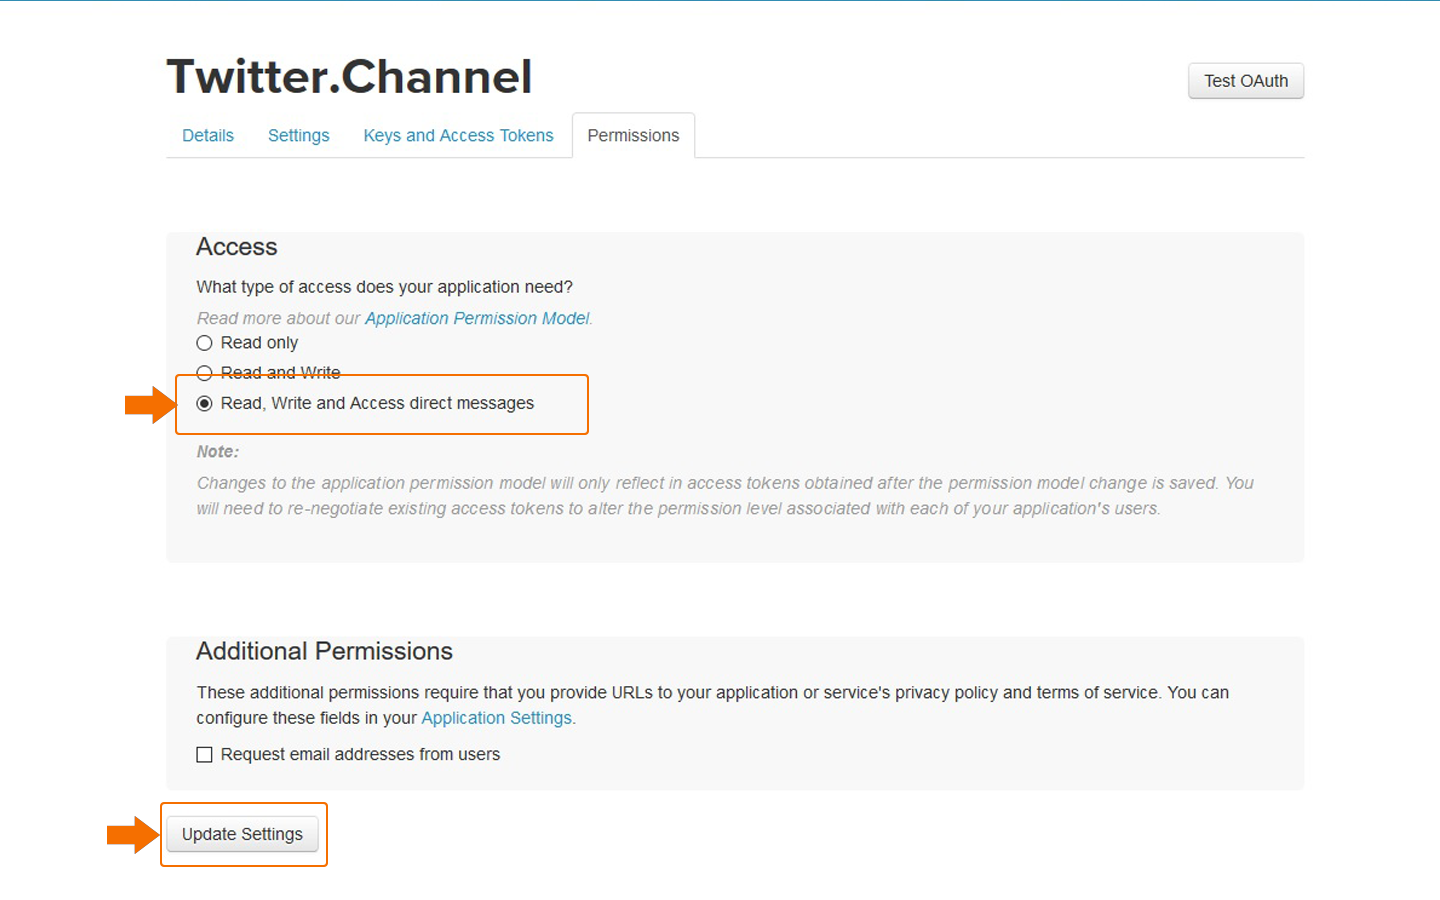 Twitter.Channel
Test OAuth
Details Settings Keys and Access Tokens Permissions
Access
What type of access does your application need?
Read more about our Application Permission Model.
Read only
Read and Write
Read, Write and Access direct messages
Note:
Changes to the application permission model will only reflect in access tokens obtained after the permission model change is saved. You
will need to re-negotiate existing access tokens to alter the permission level associated with each of your application's users.
Additional Permissions
These additional permissions require that you provide URLs to your application or service's privacy policy and terms of service. You can
configure these fields in your Application Settings.
Request email addresses from users
Update Settings